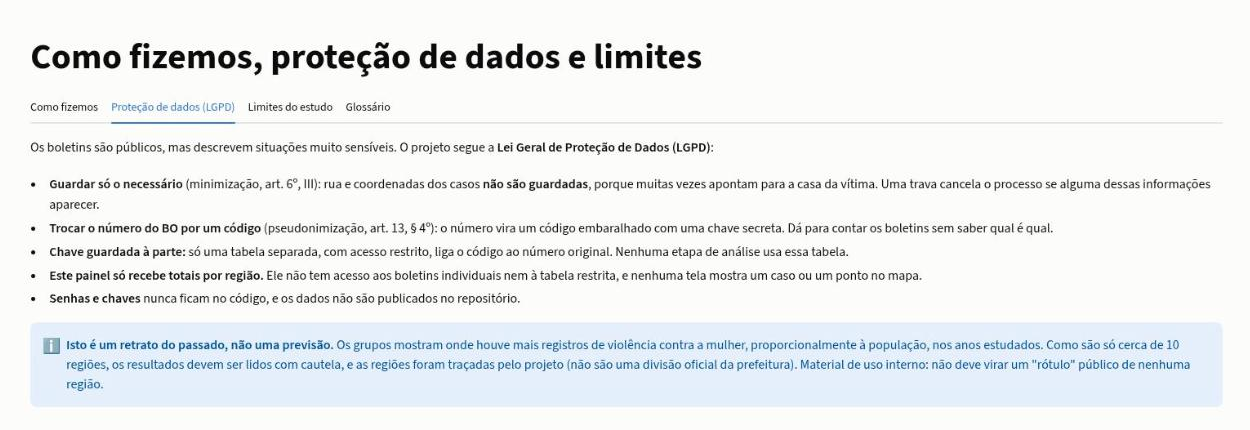 Como fizemos, proteção de dados e limites
Como fizemos Proteção de dados (LGPD) Limites do estudo Glossário
Os boletins são públicos, mas descrevem situações muito sensíveis. O projeto segue a Lei Geral de Proteção de Dados (LGPD):
• Guardar só o necessário (minimização, art. 6º, III): rua e coordenadas dos casos não são guardadas, porque muitas vezes apontam para a casa da vítima. Uma trava cancela o processo se alguma dessas informações
aparecer.
• Trocar o número do BO por um código (pseudonimização, art. 13, § 4º): o número vira um código embaralhado com uma chave secreta. Dá para contar os boletins sem saber qual é qual.
• Chave guardada à parte: só uma tabela separada, com acesso restrito, liga o código ao número original. Nenhuma etapa de análise usa essa tabela.
• Este painel só recebe totais por região. Ele não tem acesso aos boletins individuais nem à tabela restrita, e nenhuma tela mostra um caso ou um ponto no mapa.
• Senhas e chaves nunca ficam no código, e os dados não são publicados no repositório.
Isto é um retrato do passado, não uma previsão. Os grupos mostram onde houve mais registros de violência contra a mulher, proporcionalmente à população, nos anos estudados. Como são só cerca de 10
regiões, os resultados devem ser lidos com cautela, e as regiões foram traçadas pelo projeto (não são uma divisão oficial da prefeitura). Material de uso interno: não deve virar um "rótulo" público de nenhuma
região.